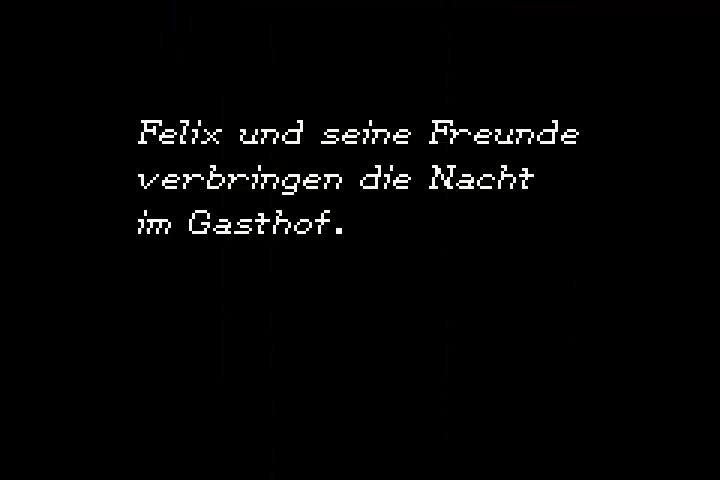 Felix und seine Freunde
verbringen die Nacht
im Gasthof.